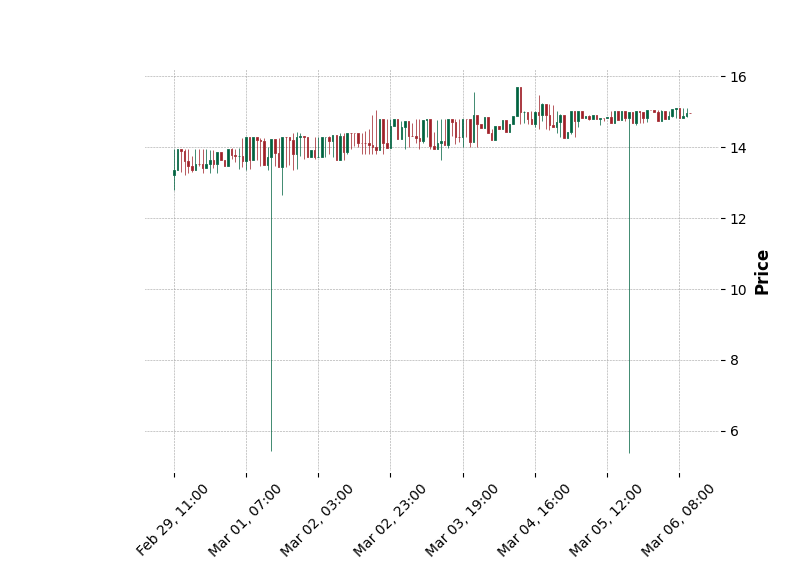 16
14
12
10
8
6
Price
Feb 29, 11:00
Mar 01, 07:00
Mar 02, 03:00
Mar 02, 23:00
Mar 03, 19:00
Mar 04, 16:00
Mar 05, 12:00
Mar 06, 08:00